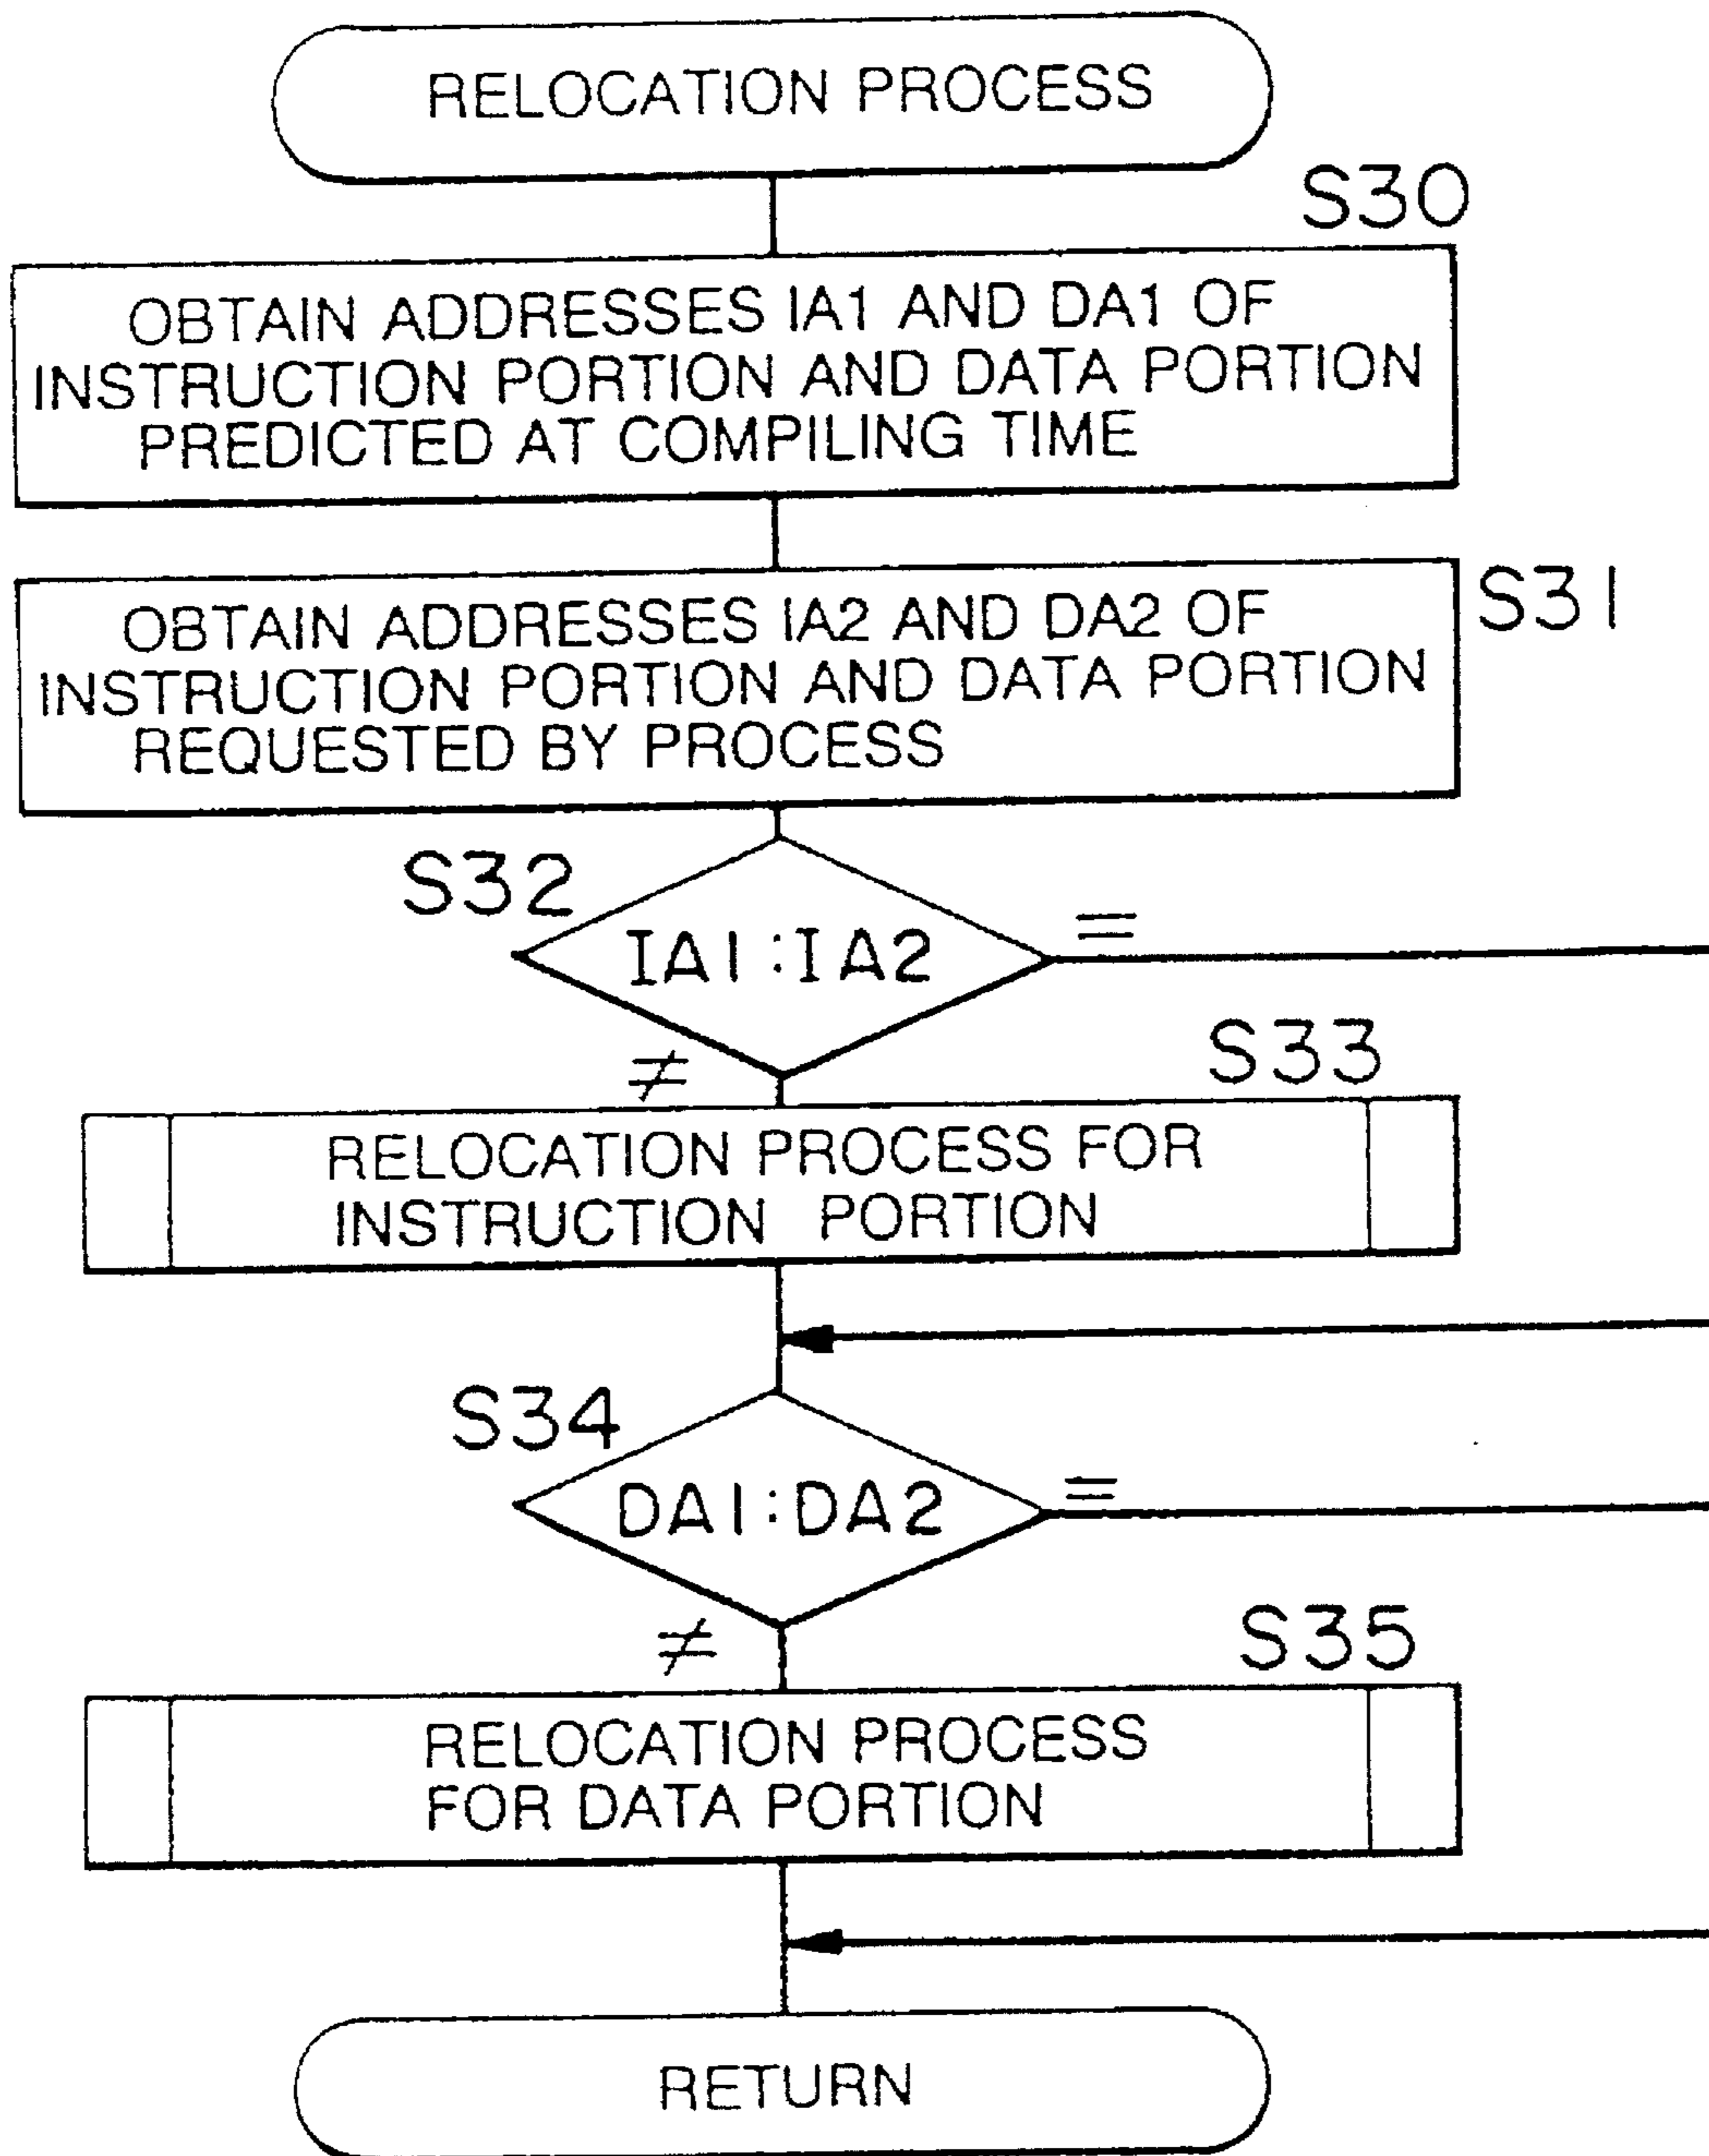 RELOCATION PROCESS
S30
OBTAIN ADDRESSES IA1 AND DA1 OF
INSTRUCTION PORTION AND DATA PORTION
PREDICTED AT COMPILING TIME
S31
OBTAIN ADDRESSES IA2 AND DA2 OF
INSTRUCTION PORTION AND DATA PORTION
REQUESTED BY PROCESS
S32
IA1:IA2
=
≠
S33
RELOCATION PROCESS FOR
INSTRUCTION PORTION
S34
DA1:DA2
=
≠
S35
RELOCATION PROCESS
FOR DATA PORTION
RETURN